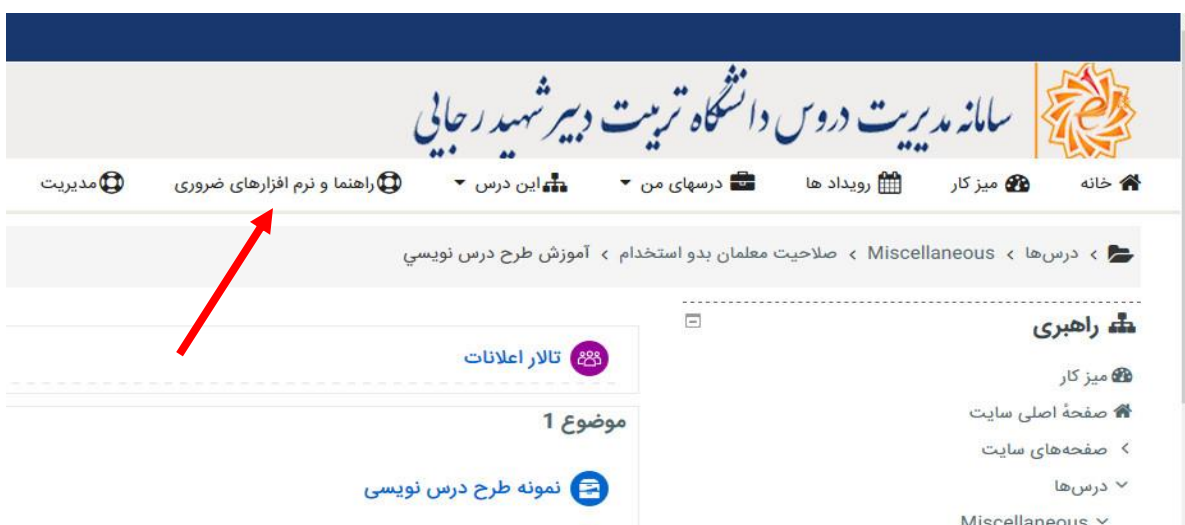 سامانه مدیریت دروس دانشگاه تربیت دبیر شهید رجایی
خانه میز کار رویداد ها درسهای من این درس راهنما و نرم افزارهای ضروری مدیریت
درس‌ها › Miscellaneous › صلاحیت معلمان بدو استخدام › آموزش طرح درس نویسي
راهبری
میز کار
صفحهٔ اصلی سایت
صفحه‌های سایت
درس‌ها
Miscellaneous
تالار اعلانات
موضوع 1
نمونه طرح درس نویسی